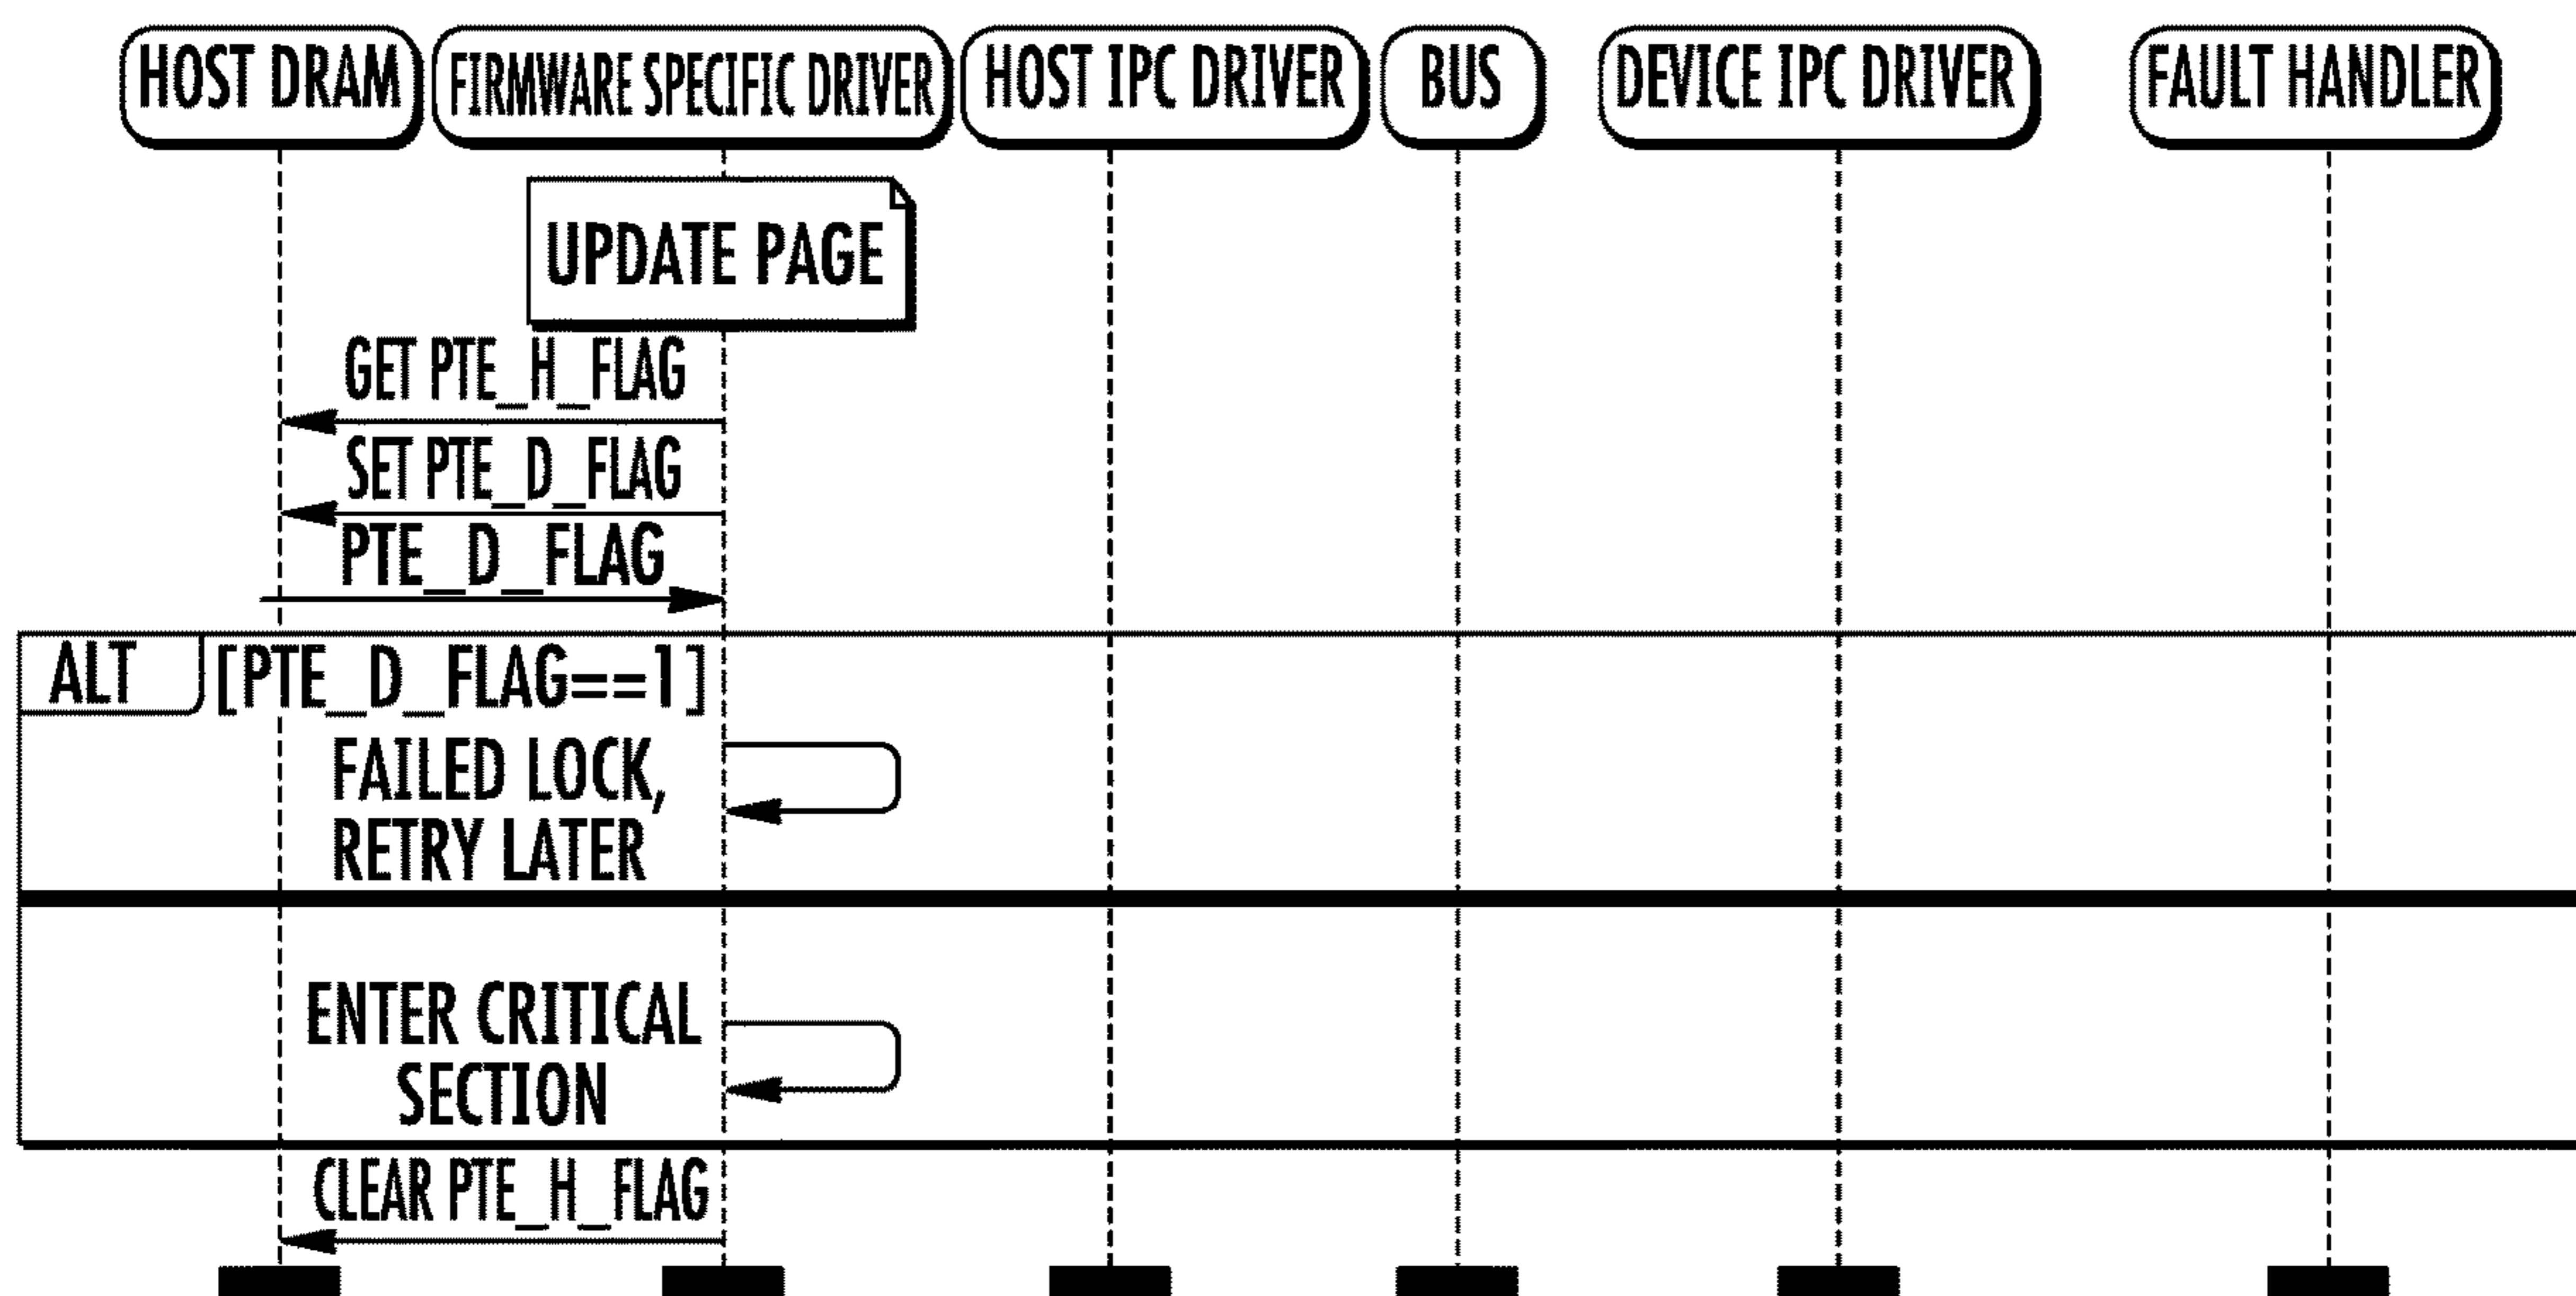 HOST DRAM
FIRMWARE SPECIFIC DRIVER
HOST IPC DRIVER
BUS
DEVICE IPC DRIVER
FAULT HANDLER
UPDATE PAGE
GET PTE_H_FLAG
SET PTE_D_FLAG
PTE_D_FLAG
ALT [PTE_D_FLAG==1]
FAILED LOCK,
RETRY LATER
ENTER CRITICAL
SECTION
CLEAR PTE_H_FLAG